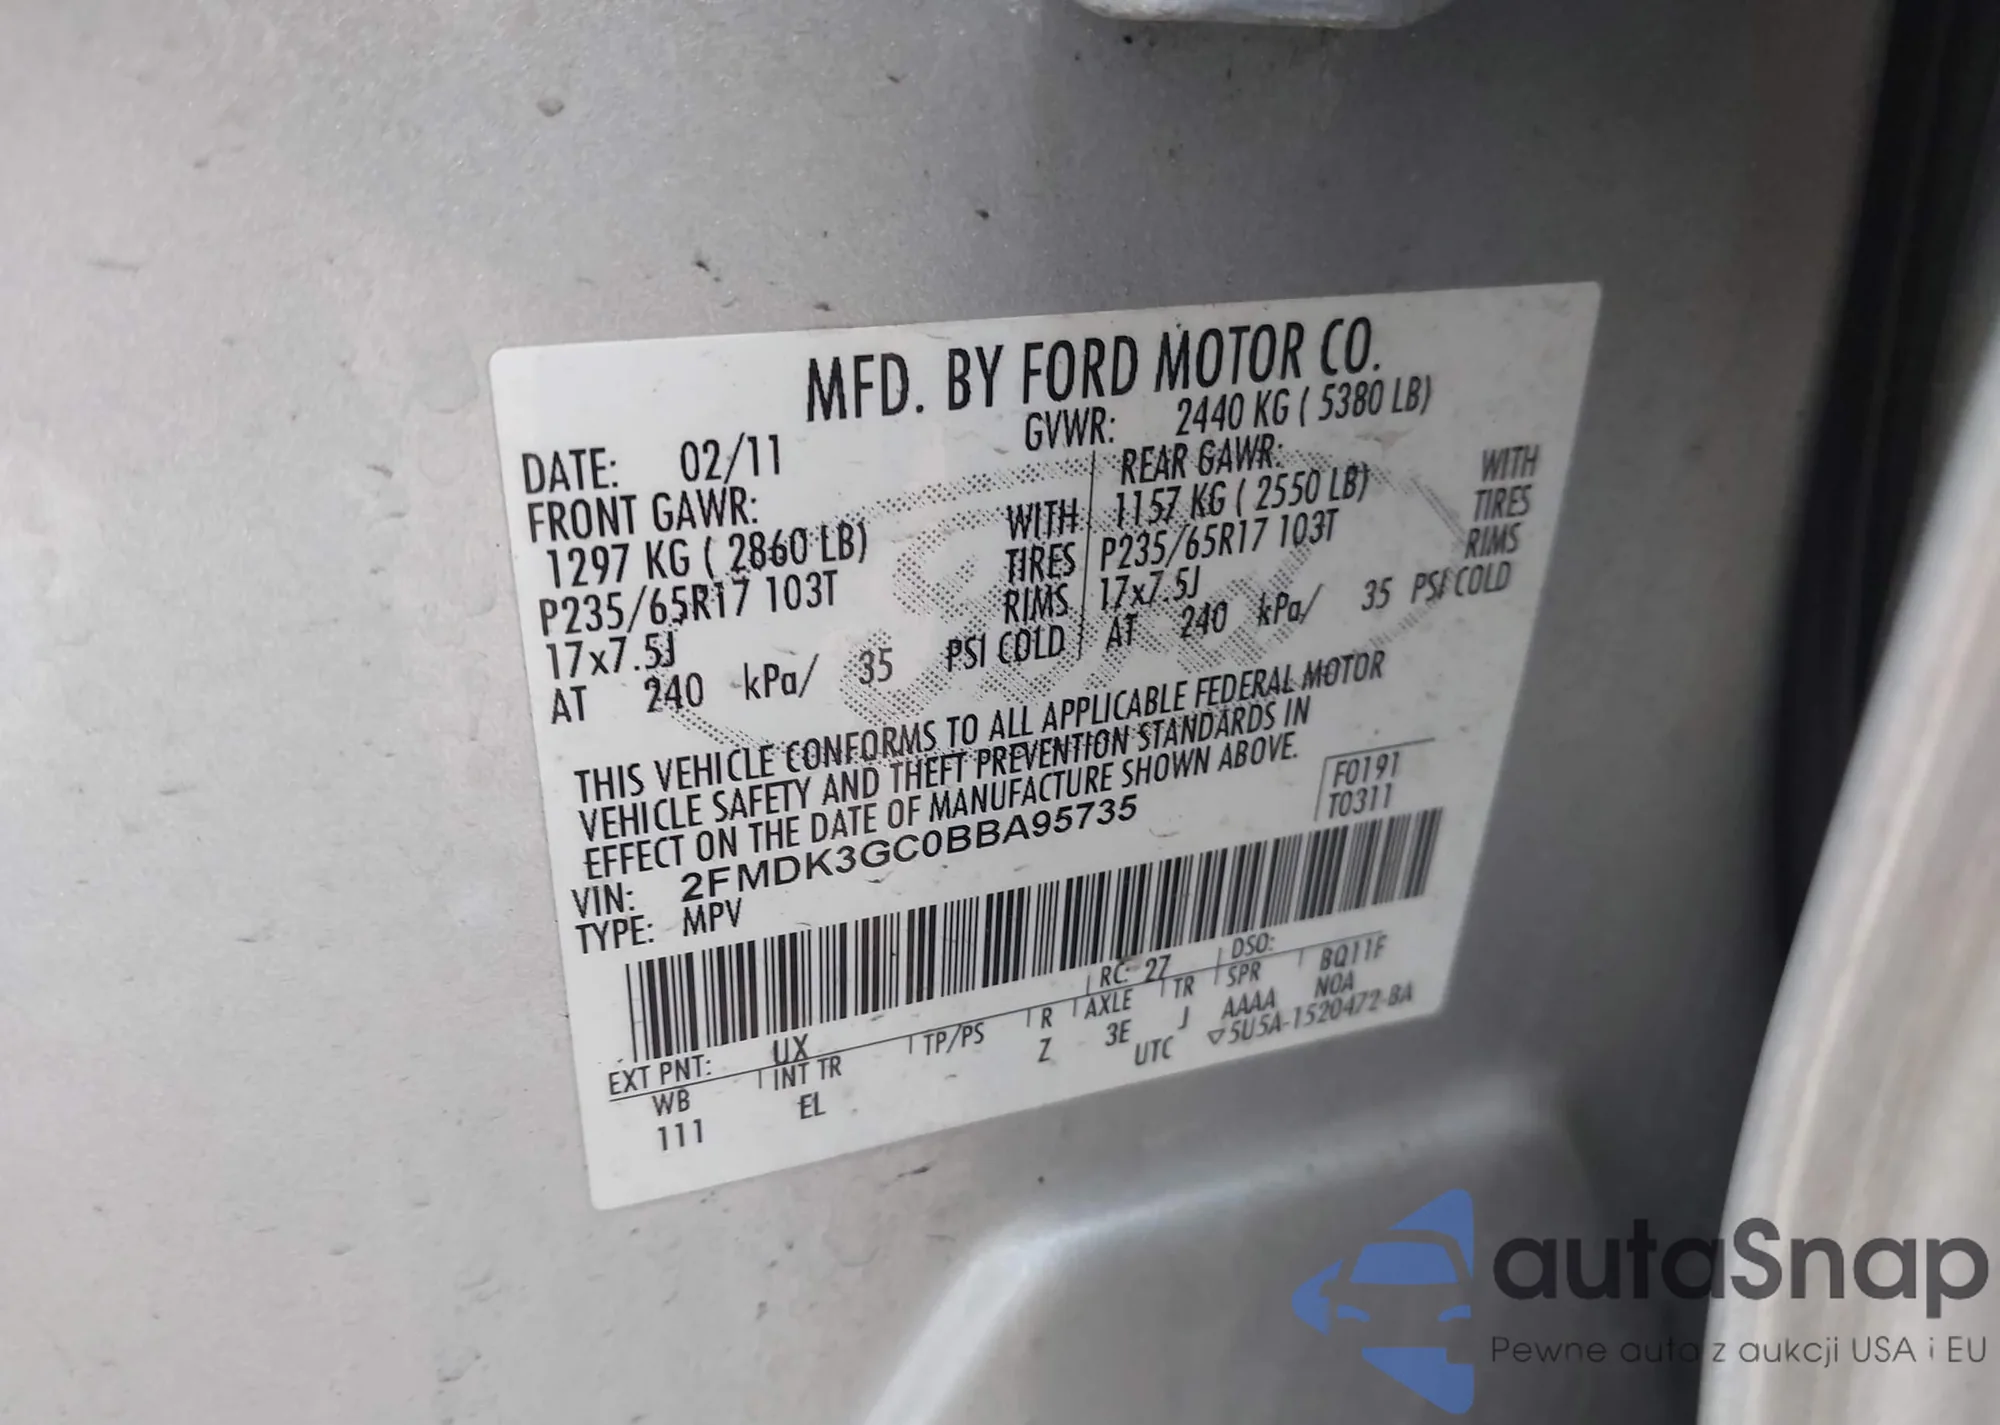 MFD. BY FORD MOTOR CO.
DATE: 02/11 GVWR: 2440 KG ( 5380 LB)
FRONT GAWR: REAR GAWR:
1297 KG ( 2860 LB) WITH 1157 KG ( 2550 LB) WITH
P235/65R17 103T TIRES P235/65R17 103T TIRES
17x7.5J RIMS 17x7.5J RIMS
AT 240 kPa/ 35 PSI COLD AT 240 kPa/ 35 PSI COLD
THIS VEHICLE CONFORMS TO ALL APPLICABLE FEDERAL MOTOR
VEHICLE SAFETY AND THEFT PREVENTION STANDARDS IN
EFFECT ON THE DATE OF MANUFACTURE SHOWN ABOVE.
VIN: 2FMDK3GC0BBA95735 F0191
TYPE: MPV T0311
EXT PNT: UX RC: 27 DSO: BQ11F
WB INT TR TP/PS R AXLE TR SPR N0A
111 EL Z 3E J AAAA
UTC ▽5U5A-1520472-BA
autaSnap
Pewne auta z aukcji USA i EU